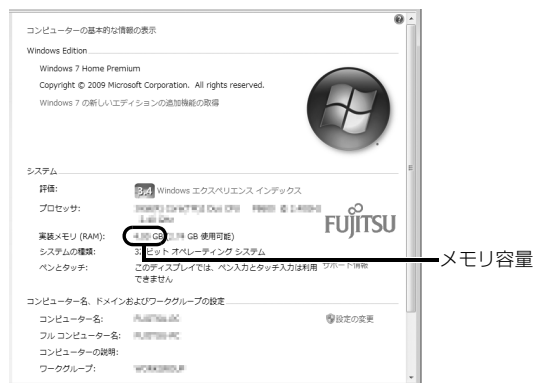 コンピューターの基本的な情報の表示
Windows Edition
Windows 7 Home Premium
Copyright © 2009 Microsoft Corporation. All rights reserved.
Windows 7 の新しいエディションの追加機能の取得
システム
評価:
Windows エクスペリエンス インデックス
プロセッサ:
FUJITSU
実装メモリ (RAM):
GB 使用可能)
メモリ容量
システムの種類:
ビット オペレーティング システム
ペンとタッチ:
このディスプレイでは、ペン入力とタッチ入力は利用
できません
サポート情報
コンピューター名、ドメインおよびワークグループの設定
コンピューター名:
設定の変更
フル コンピューター名:
コンピューターの説明:
ワークグループ: